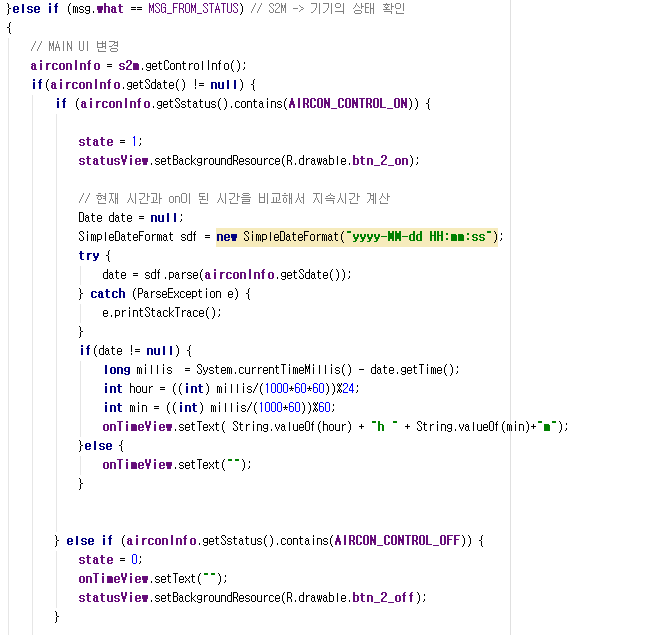 }else if (msg.what == MSG_FROM_STATUS) // S2M -> 기기의 상태 확인
{
// MAIN UI 변경
airconInfo = s2m.getControlInfo();
if(airconInfo.getSdate() != null) {
if (airconInfo.getSstatus().contains(AIRCON_CONTROL_ON)) {
state = 1;
statusView.setBackgroundResource(R.drawable.btn_2_on);
// 현재 시간과 on이 된 시간을 비교해서 지속시간 계산
Date date = null;
SimpleDateFormat sdf = new SimpleDateFormat("yyyy-MM-dd HH:mm:ss");
try {
date = sdf.parse(airconInfo.getSdate());
} catch (ParseException e) {
e.printStackTrace();
}
if(date != null) {
long millis  = System.currentTimeMillis() - date.getTime();
int hour = ((int) millis/(1000*60*60))%24;
int min = ((int) millis/(1000*60))%60;
onTimeView.setText( String.valueOf(hour) + "h " + String.valueOf(min)+"m");
}else {
onTimeView.setText("");
}
} else if (airconInfo.getSstatus().contains(AIRCON_CONTROL_OFF)) {
state = 0;
onTimeView.setText("");
statusView.setBackgroundResource(R.drawable.btn_2_off);
}